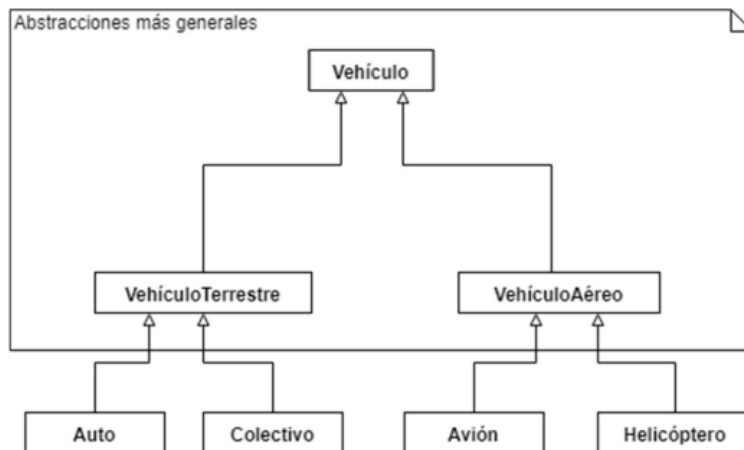 Abstracciones más generales
Vehículo
VehículoTerrestre
VehículoAéreo
Auto
Colectivo
Avión
Helicóptero